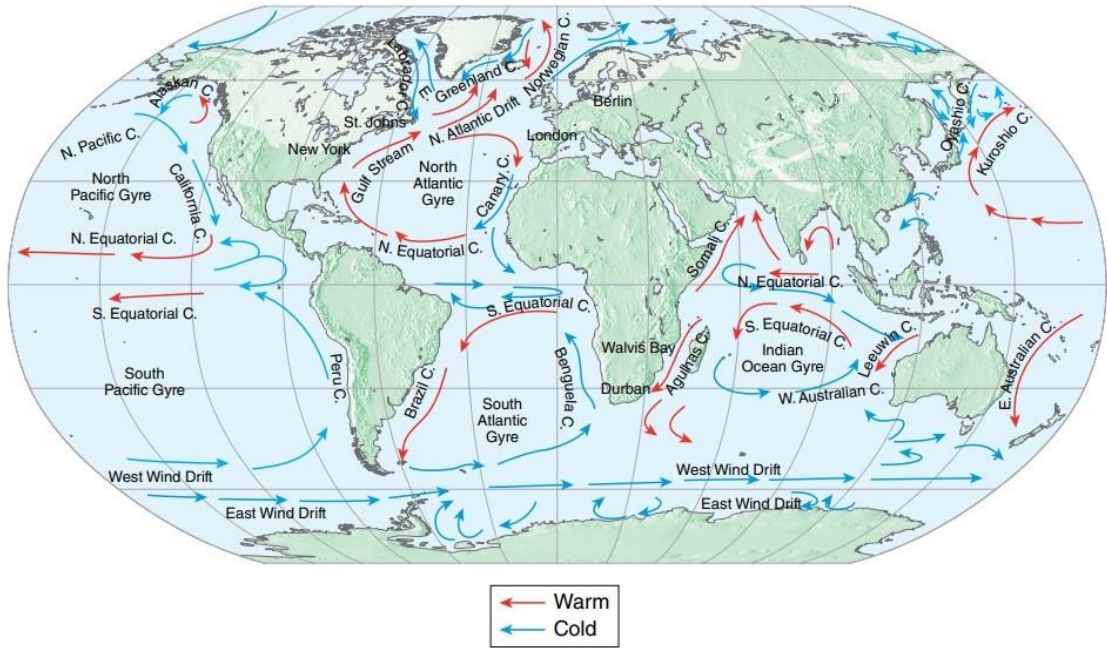 Labrador C.
E. Greenland C.
Norwegian C.
Alaskan C.
Berlin
St. Johns
N. Atlantic Drift
London
Oyashio C.
Kuroshio C.
N. Pacific C.
New York
Gulf Stream
North
Pacific Gyre
California C.
North
Atlantic
Gyre
Canary C.
N. Equatorial C.
N. Equatorial C.
Somali C.
N. Equatorial C.
S. Equatorial C.
S. Equatorial C.
S. Equatorial C.
Walvis Bay
Indian
Ocean Gyre
Leeuwin C.
E. Australian C.
South
Pacific Gyre
Peru C.
Brazil C.
Benguela C.
Durban
Agulhas C.
W. Australian C.
South
Atlantic
Gyre
West Wind Drift
West Wind Drift
East Wind Drift
East Wind Drift
Warm
Cold